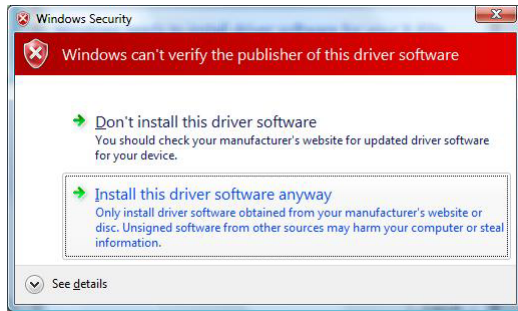 Windows Security
Windows can't verify the publisher of this driver software
Don't install this driver software
You should check your manufacturer's website for updated driver software
for your device.
Install this driver software anyway
Only install driver software obtained from your manufacturer's website or
disc. Unsigned software from other sources may harm your computer or steal
information.
See details